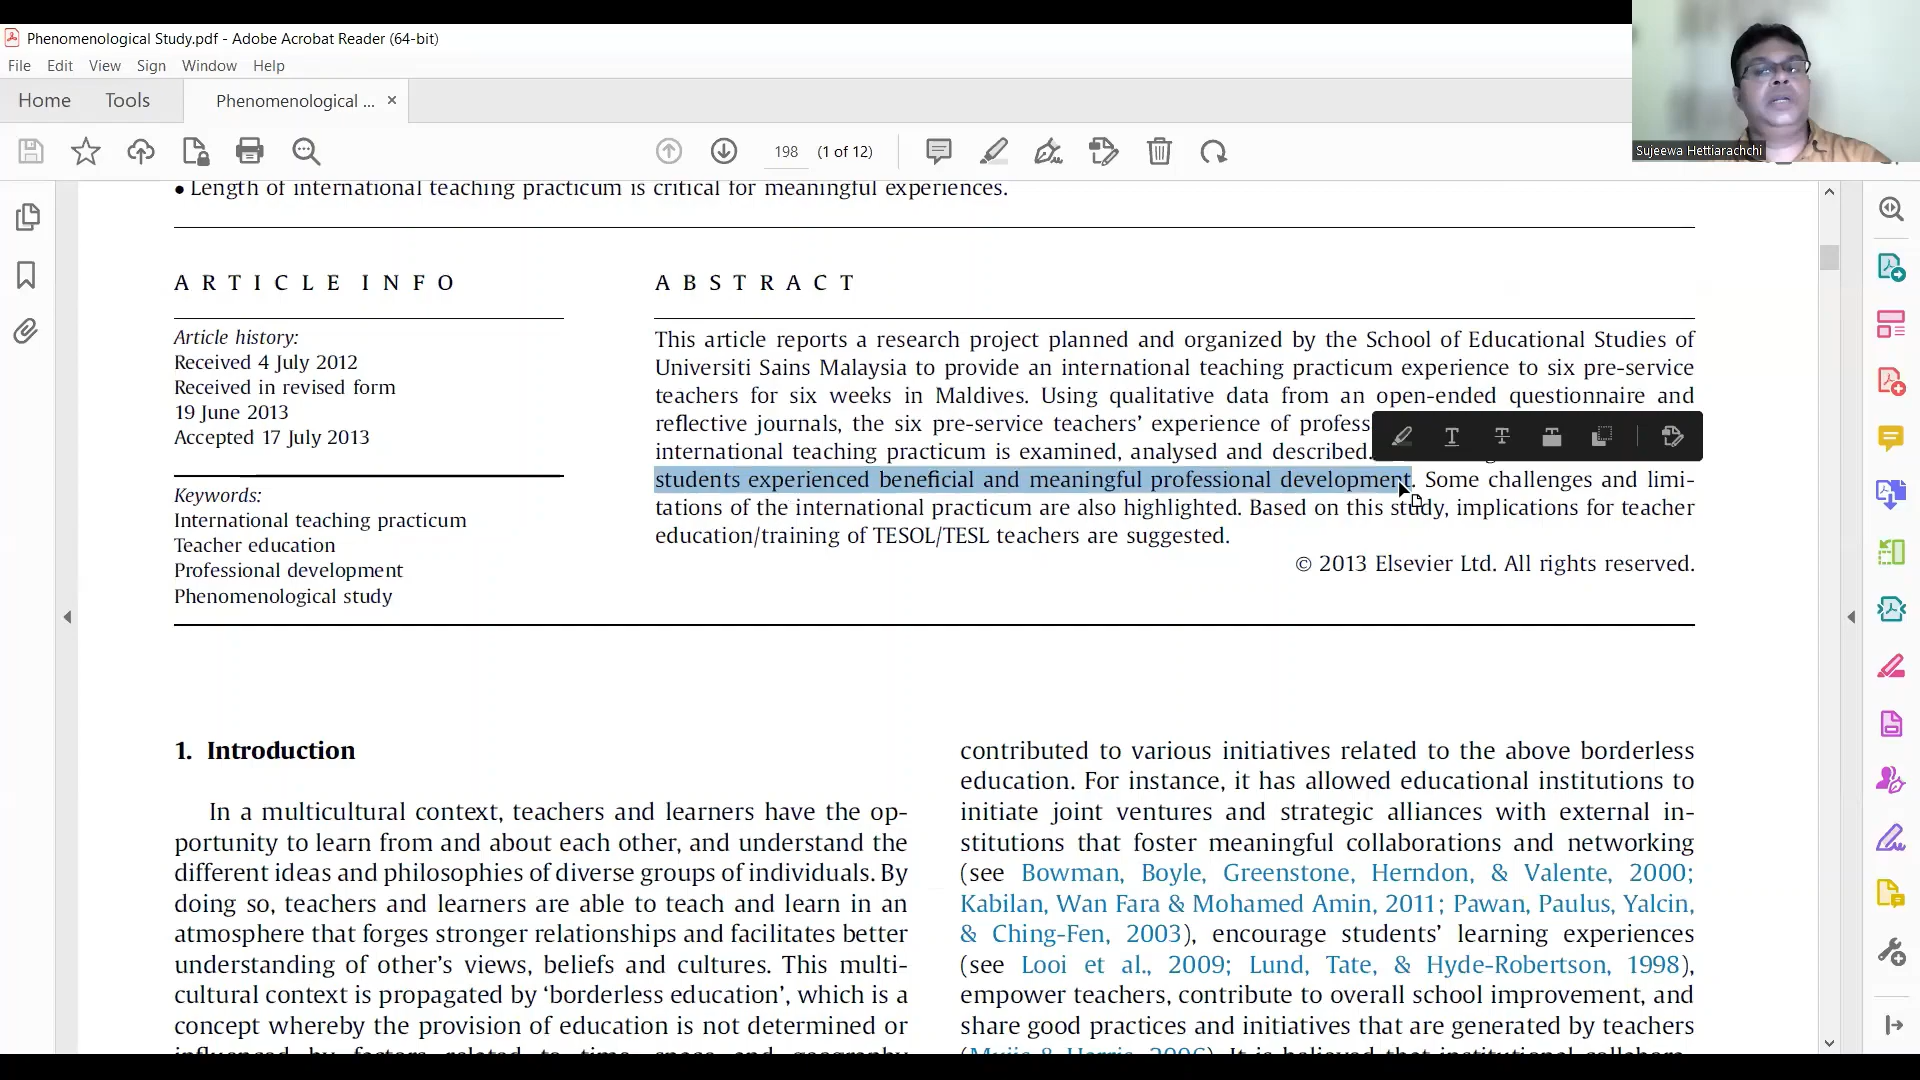 Phenomenological Study.pdf - Adobe Acrobat Reader (64-bit)
File Edit View Sign Window Help
Home Tools Phenomenological ... ×
198 (1 of 12)
Sujeewa Hettiarachchi
• Length of international teaching practicum is critical for meaningful experiences.
ARTICLE INFO
Article history:
Received 4 July 2012
Received in revised form
19 June 2013
Accepted 17 July 2013
Keywords:
International teaching practicum
Teacher education
Professional development
Phenomenological study
ABSTRACT
This article reports a research project planned and organized by the School of Educational Studies of
Universiti Sains Malaysia to provide an international teaching practicum experience to six pre-service
teachers for six weeks in Maldives. Using qualitative data from an open-ended questionnaire and
reflective journals, the six pre-service teachers’ experience of profess
international teaching practicum is examined, analysed and described.
students experienced beneficial and meaningful professional development. Some challenges and limi-
tations of the international practicum are also highlighted. Based on this study, implications for teacher
education/training of TESOL/TESL teachers are suggested.
© 2013 Elsevier Ltd. All rights reserved.
1. Introduction
In a multicultural context, teachers and learners have the op-
portunity to learn from and about each other, and understand the
different ideas and philosophies of diverse groups of individuals. By
doing so, teachers and learners are able to teach and learn in an
atmosphere that forges stronger relationships and facilitates better
understanding of other’s views, beliefs and cultures. This multi-
cultural context is propagated by ‘borderless education’, which is a
concept whereby the provision of education is not determined or
influenced by factors related to time, space and geography
contributed to various initiatives related to the above borderless
education. For instance, it has allowed educational institutions to
initiate joint ventures and strategic alliances with external in-
stitutions that foster meaningful collaborations and networking
(see Bowman, Boyle, Greenstone, Herndon, & Valente, 2000;
Kabilan, Wan Fara & Mohamed Amin, 2011; Pawan, Paulus, Yalcin,
& Ching-Fen, 2003), encourage students’ learning experiences
(see Looi et al., 2009; Lund, Tate, & Hyde-Robertson, 1998),
empower teachers, contribute to overall school improvement, and
share good practices and initiatives that are generated by teachers
It is believed that institutional